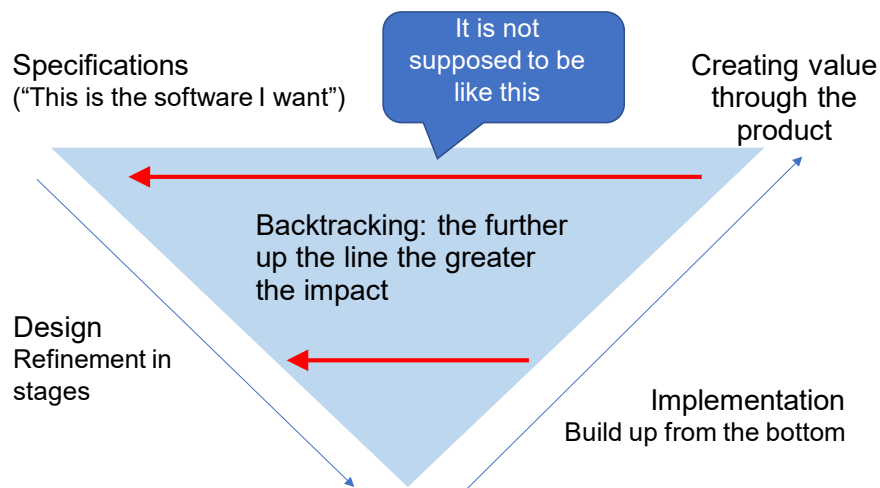 It is not
supposed to be
like this
Specifications
(“This is the software I want”)
Creating value
through the
product
Backtracking: the further
up the line the greater
the impact
Design
Refinement in
stages
Implementation
Build up from the bottom